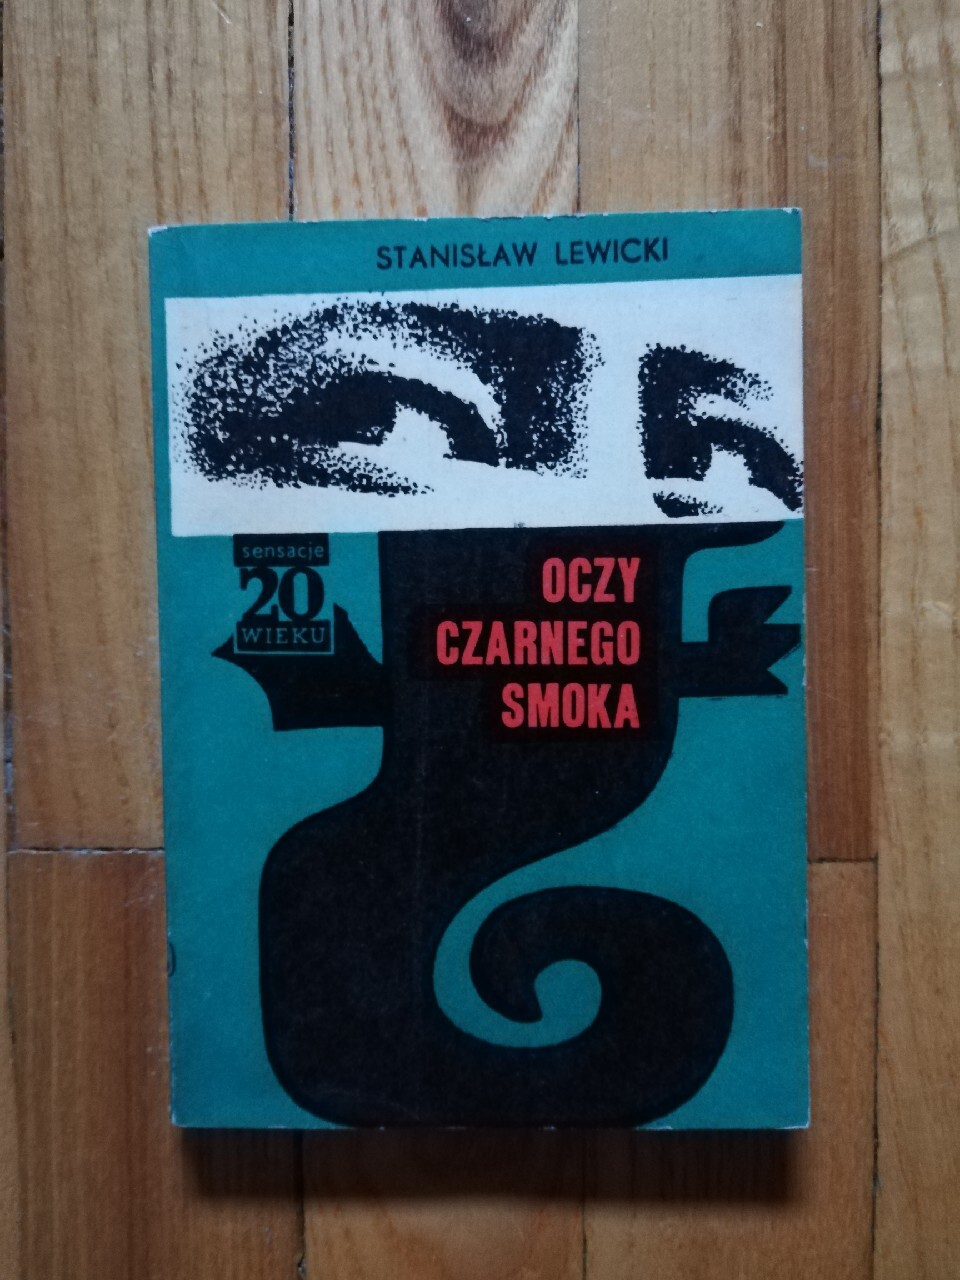 STANISŁAW LEWICKI
sensacje
20
WIEKU
OCZY
CZARNEGO
SMOKA